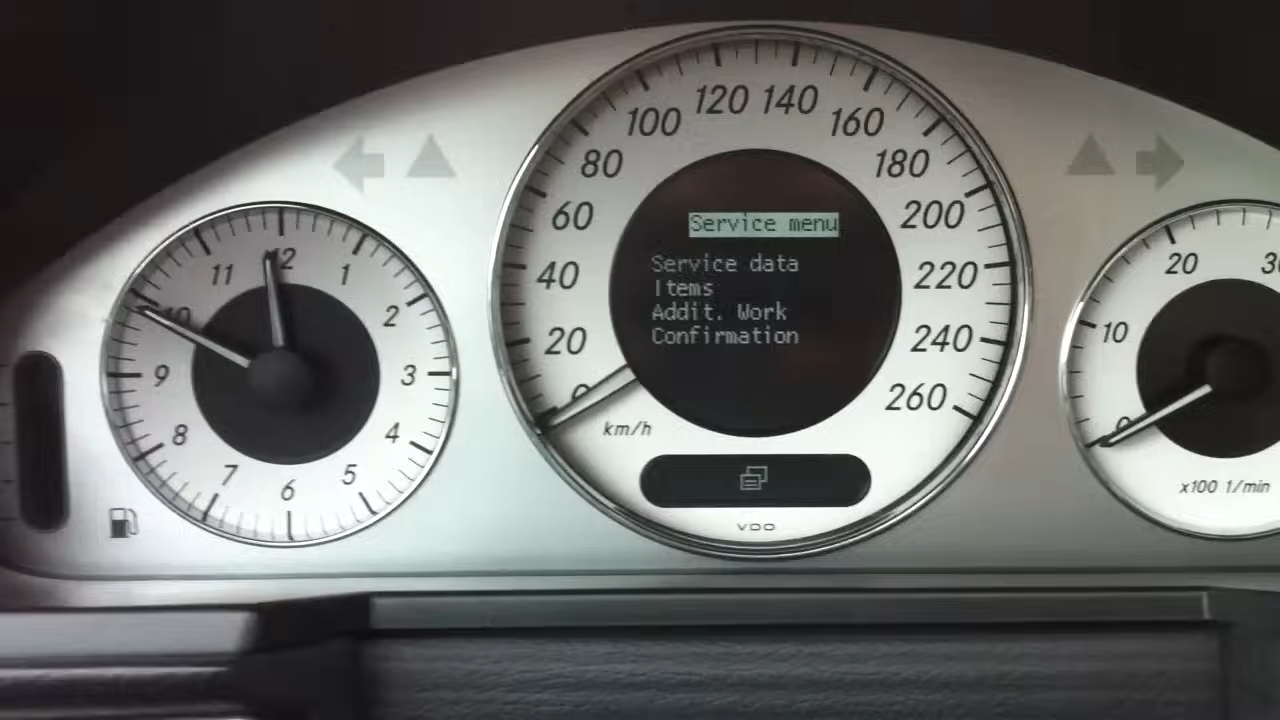 120 140
100 160
80 180
60 200
40 220
20 240
0 260
km/h
Service menu
Service data
Items
Addit. Work
Confirmation
VDO
12
11 1
10 2
9 3
8 4
7 5
6
20 30
10
0
x100 1/min